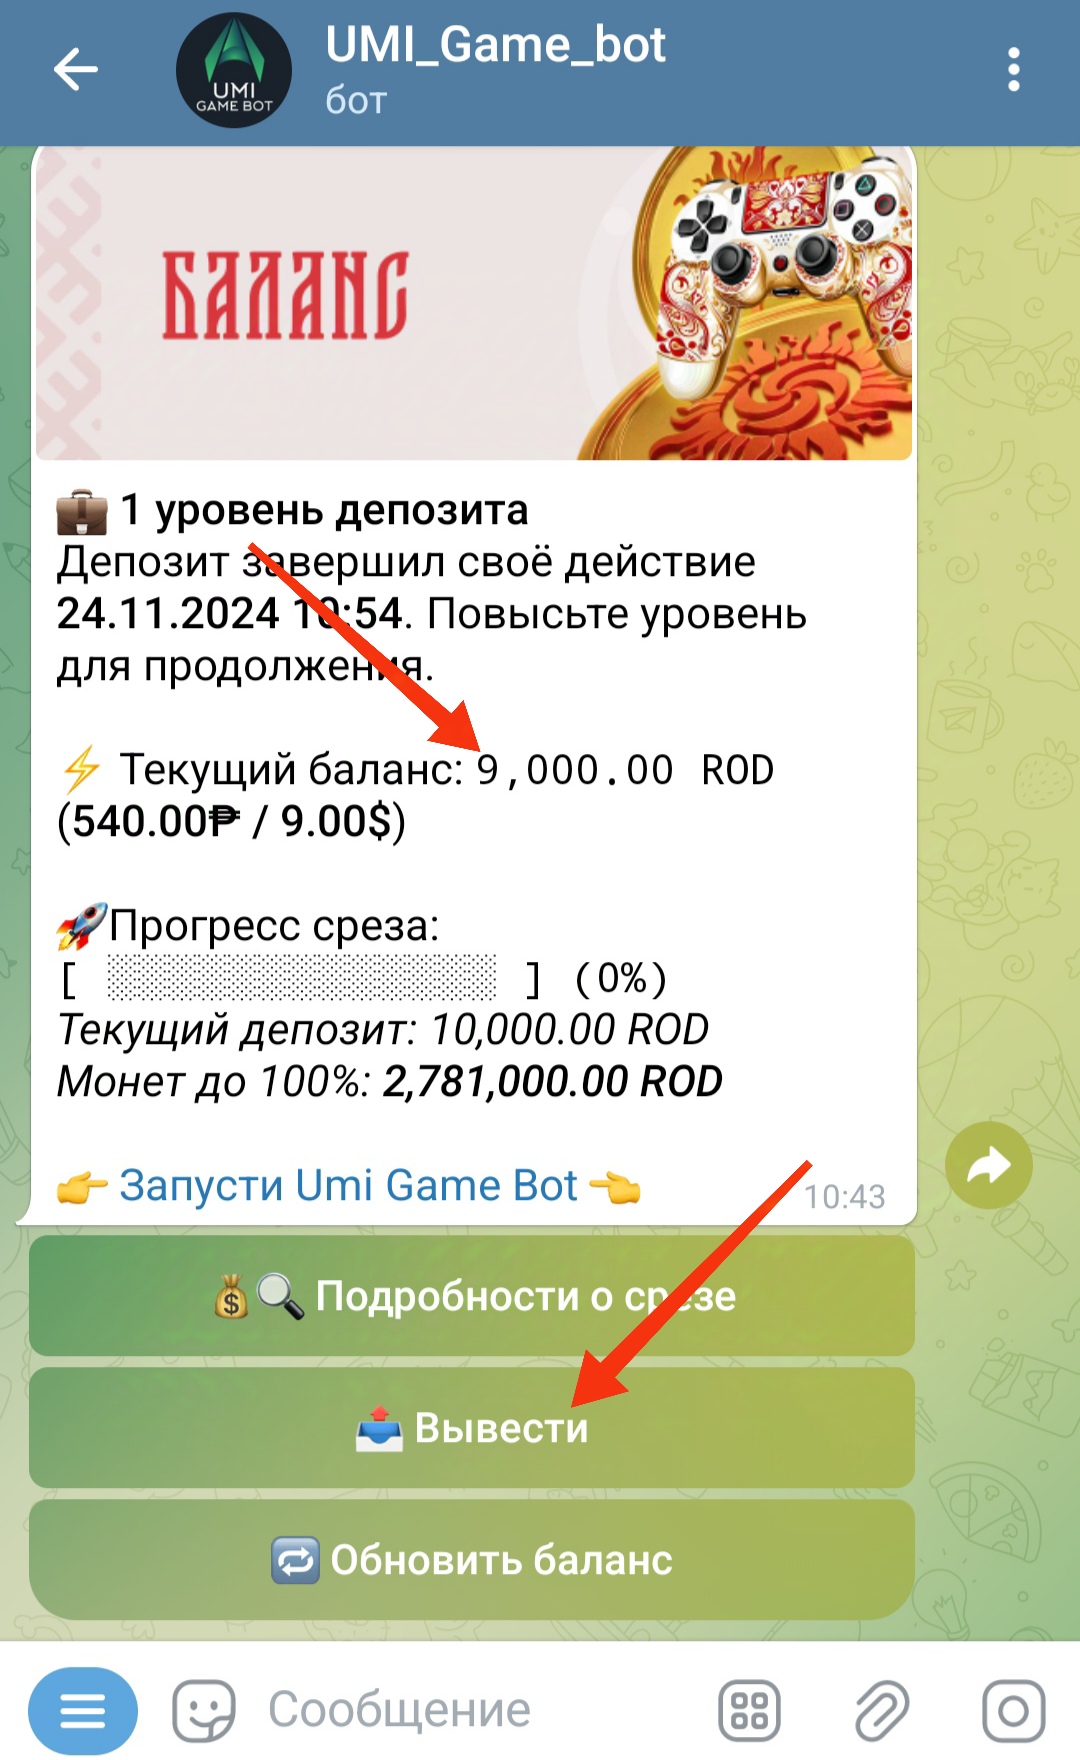 UMI_Game_bot
бот
UMI
GAME BOT
БАЛАНС
💼 1 уровень депозита
Депозит завершил своё действие
24.11.2024 10:54. Повысьте уровень
для продолжения.
⚡ Текущий баланс: 9,000.00 ROD
(540.00₱ / 9.00$)
🚀Прогресс среза:
[ ░░░░░░░░░░░░░░░░░░░░ ] (0%)
Текущий депозит: 10,000.00 ROD
Монет до 100%: 2,781,000.00 ROD
👉 Запусти Umi Game Bot 👈
10:43
💰🔍 Подробности о срезе
📤 Вывести
🔁 Обновить баланс
Сообщение